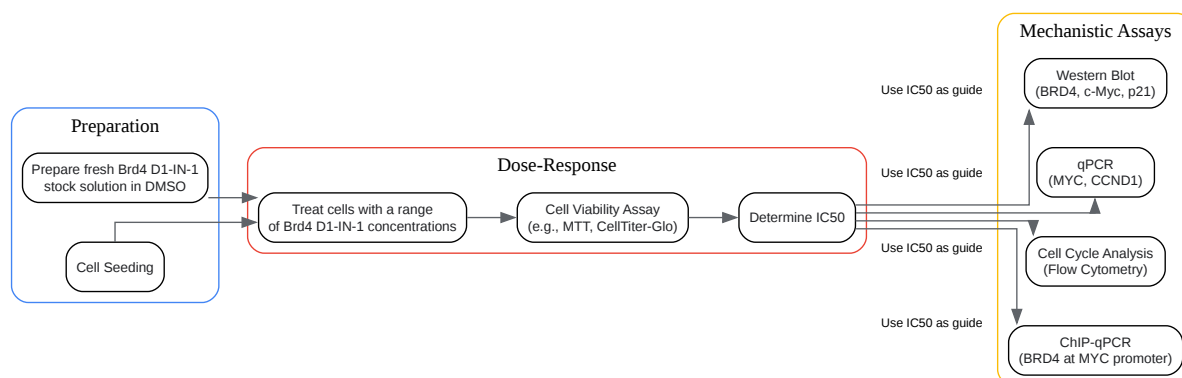 Preparation
Prepare fresh Brd4 D1-IN-1
stock solution in DMSO
Cell Seeding
Dose-Response
Treat cells with a range
of Brd4 D1-IN-1 concentrations
Cell Viability Assay
(e.g., MTT, CellTiter-Glo)
Determine IC50
Use IC50 as guide
Use IC50 as guide
Use IC50 as guide
Use IC50 as guide
Mechanistic Assays
Western Blot
(BRD4, c-Myc, p21)
qPCR
(MYC, CCND1)
Cell Cycle Analysis
(Flow Cytometry)
ChIP-qPCR
(BRD4 at MYC promoter)